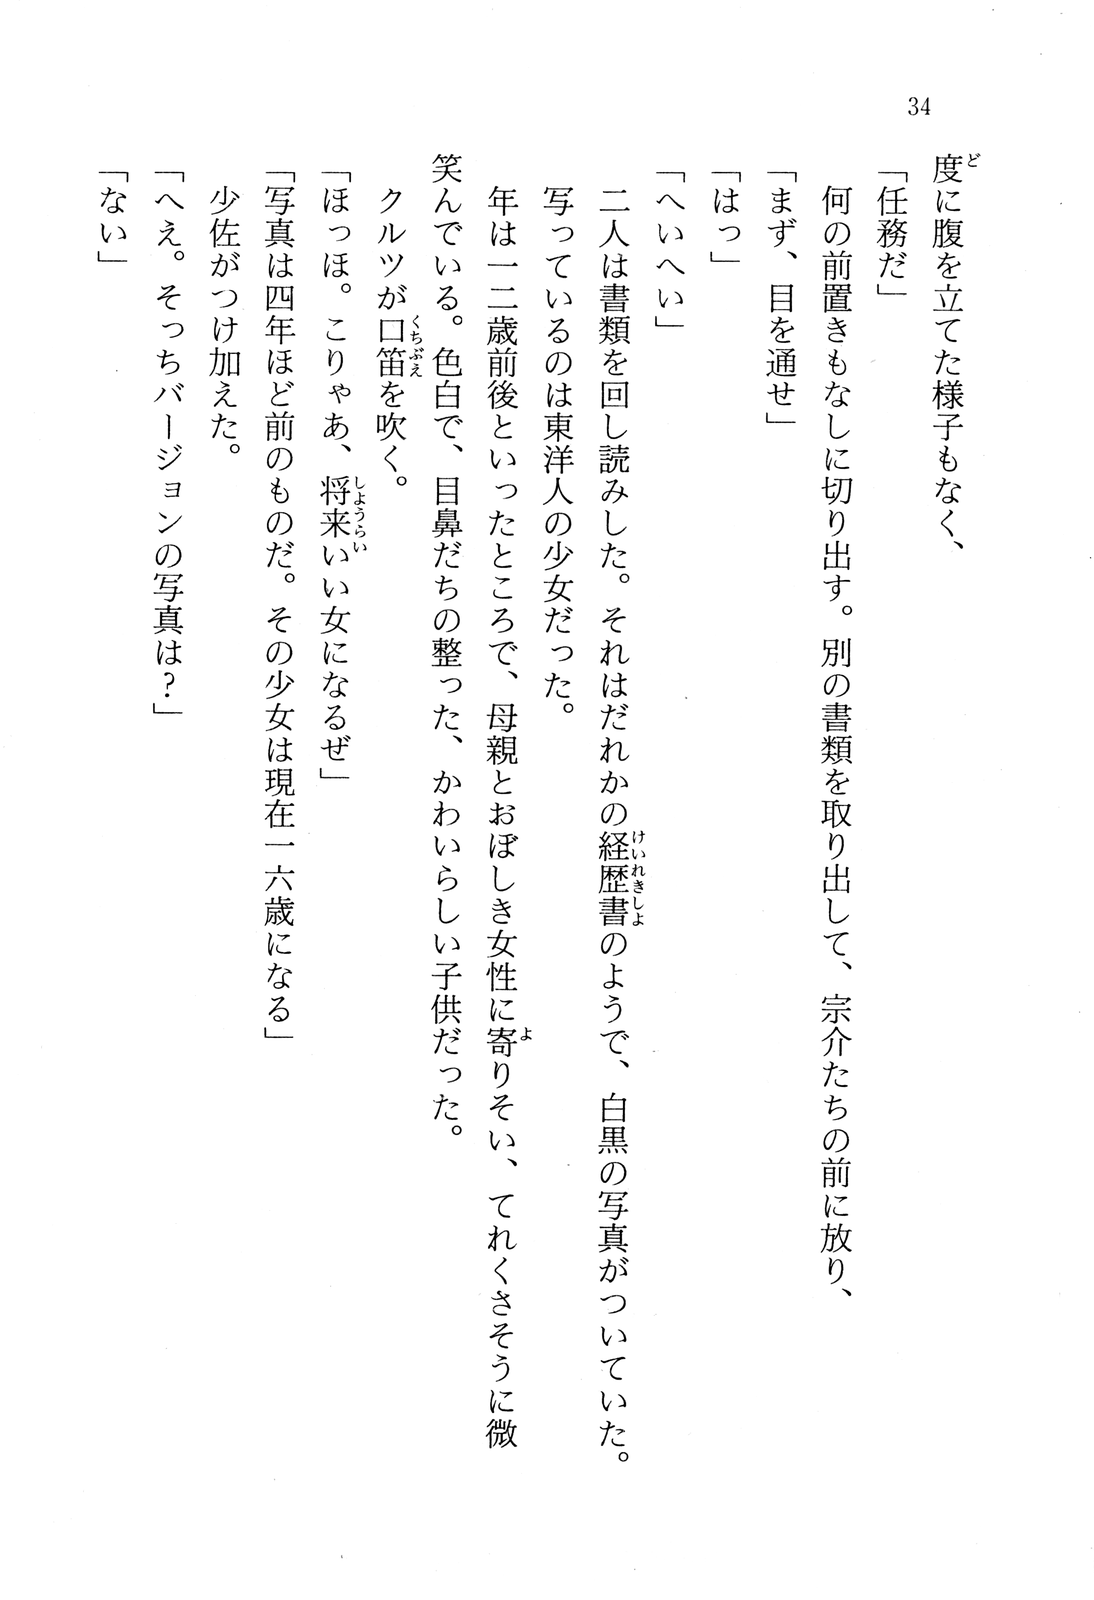 34
度に腹を立てた様子もなく、
「任務だ」
何の前置きもなしに切り出す。別の書類を取り出して、宗介たちの前に放り、
「まず、目を通せ」
「はっ」
「へいへい」
二人は書類を回し読みした。それはだれかの経歴書のようで、白黒の写真がついていた。
写っているのは東洋人の少女だった。
年は一二歳前後といったところで、母親とおぼしき女性に寄りそい、てれくさそうに微
笑んでいる。色白で、目鼻だちの整った、かわいらしい子供だった。
クルツが口笛を吹く。
「ほっほ。こりゃあ、将来いい女になるぜ」
「写真は四年ほど前のものだ。その少女は現在一六歳になる」
少佐がつけ加えた。
「へえ。そっちバージョンの写真は？」
「ない」